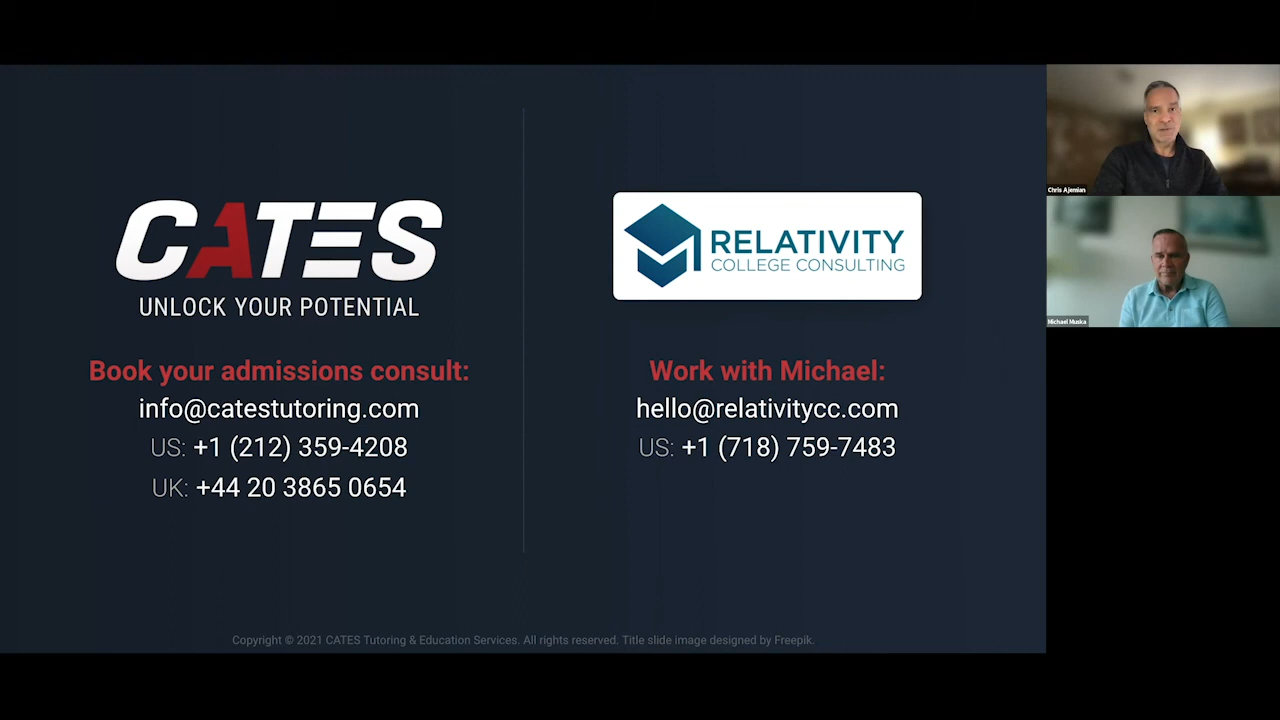 CATES
UNLOCK YOUR POTENTIAL
Book your admissions consult:
info@catestutoring.com
US: +1 (212) 359-4208
UK: +44 20 3865 0654
RELATIVITY
COLLEGE CONSULTING
Work with Michael:
hello@relativitycc.com
US: +1 (718) 759-7483
Copyright © 2021 CATES Tutoring & Education Services. All rights reserved. Title slide image designed by Freepik.
Chris Ajemian
Michael Muska